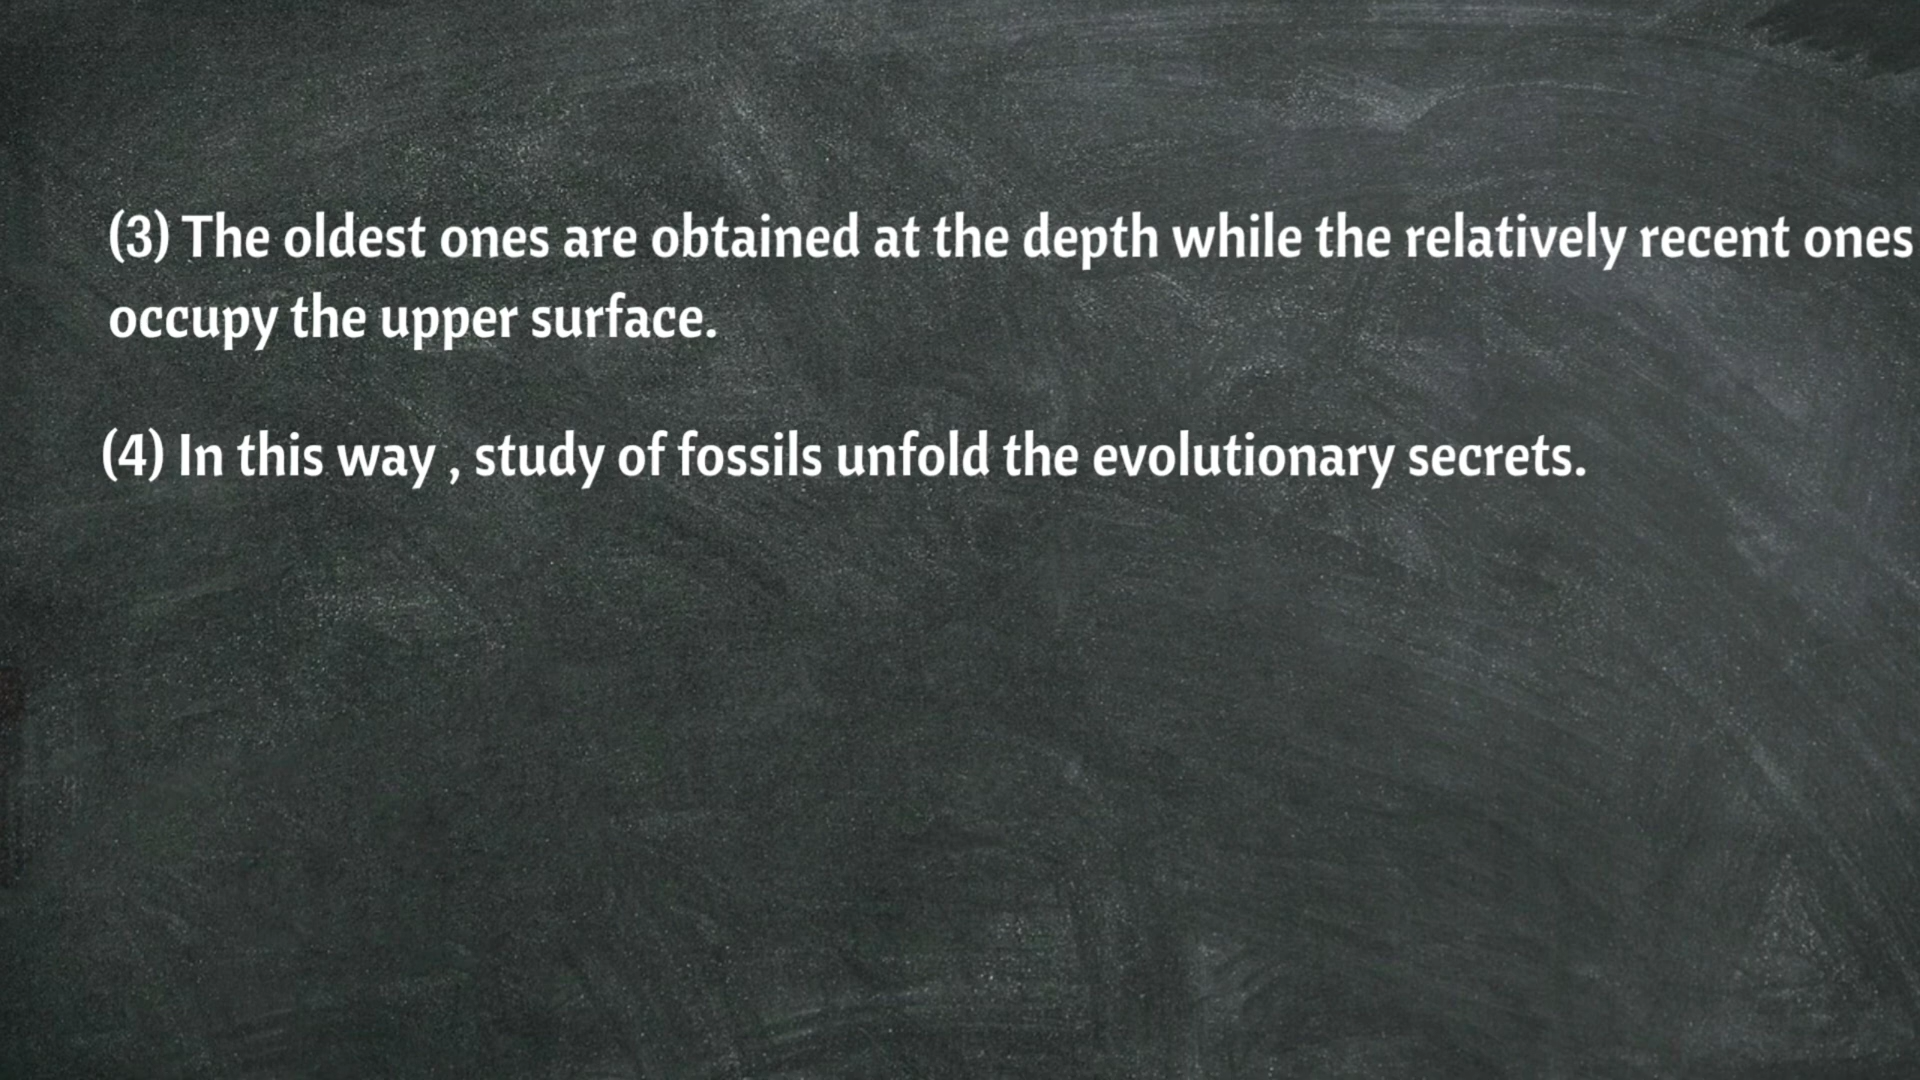 (3) The oldest ones are obtained at the depth while the relatively recent ones
occupy the upper surface.
(4) In this way , study of fossils unfold the evolutionary secrets.